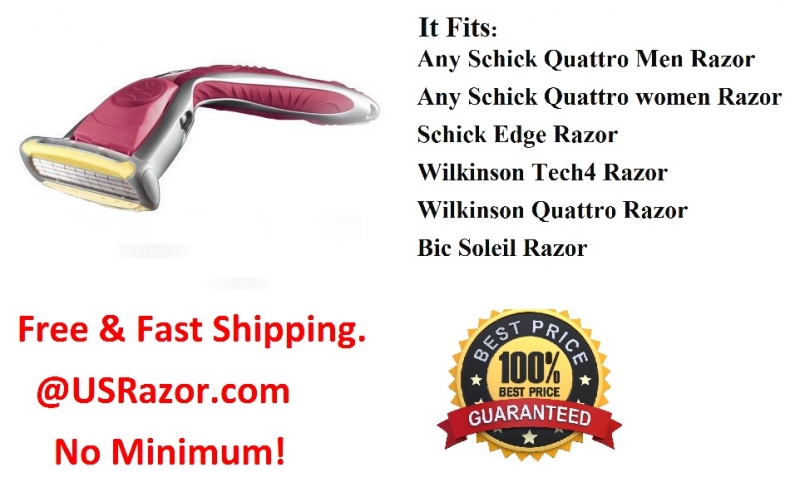 It Fits:
Any Schick Quattro Men Razor
Any Schick Quattro women Razor
Schick Edge Razor
Wilkinson Tech4 Razor
Wilkinson Quattro Razor
Bic Soleil Razor
Free & Fast Shipping.
@USRazor.com
No Minimum!
BEST PRICE
100%
BEST PRICE
GUARANTEED